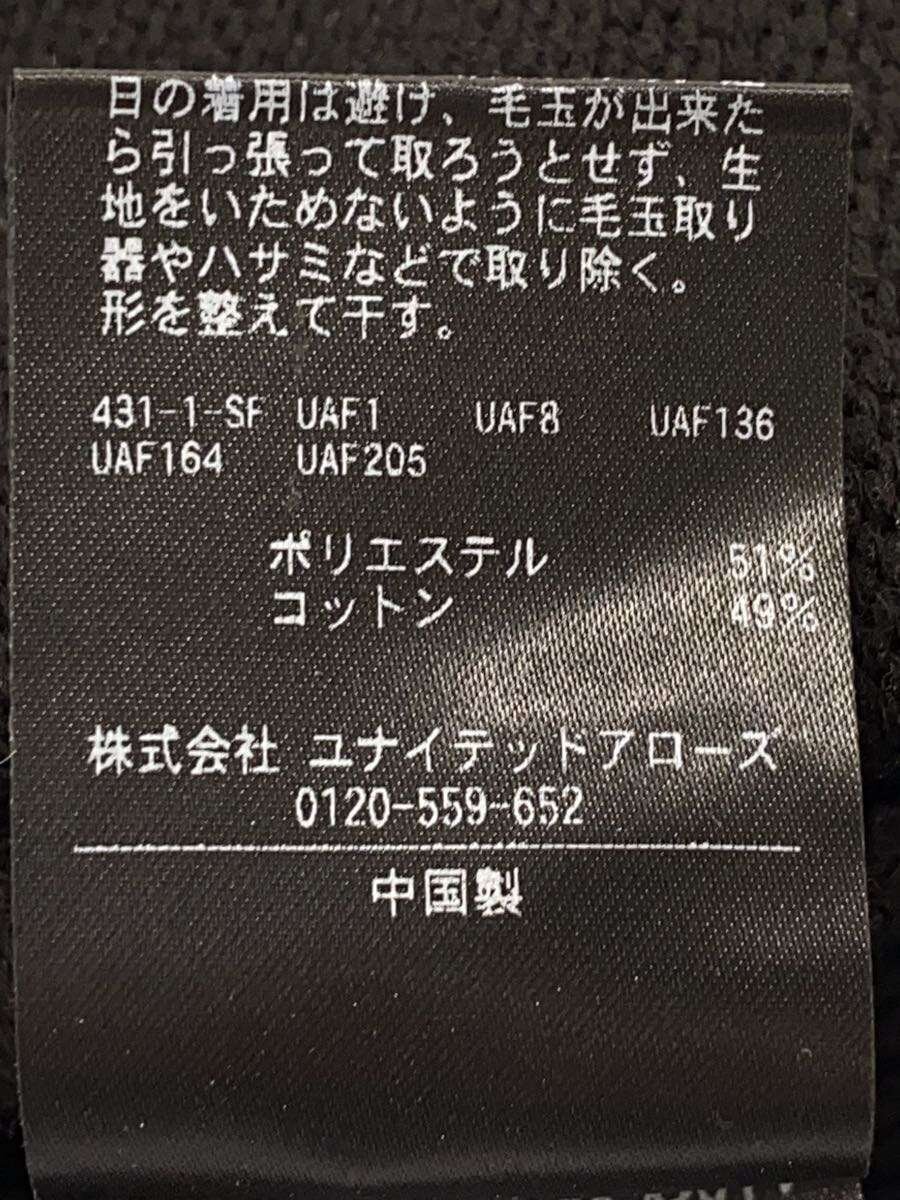 日の着用は避け、毛玉が出来た
ら引っ張って取ろうとせず、生
地をいためないように毛玉取り
器やハサミなどで取り除く。
形を整えて干す。
431-1-SF UAF1 UAF8 UAF136
UAF164 UAF205
ポリエステル 51%
コットン 49%
株式会社 ユナイテッドアローズ
0120-559-652
中国製